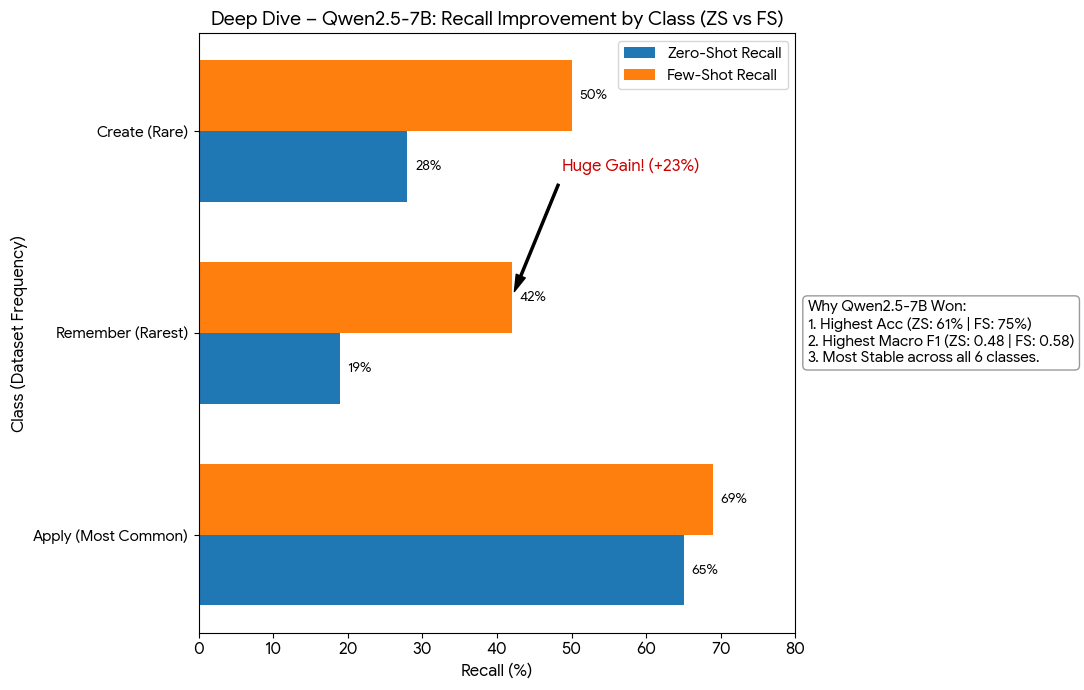 Deep Dive – Qwen2.5-7B: Recall Improvement by Class (ZS vs FS)
Zero-Shot Recall
Few-Shot Recall
50%
Create (Rare)
28%
Huge Gain! (+23%)
42%
Remember (Rarest)
19%
69%
Apply (Most Common)
65%
Class (Dataset Frequency)
0 10 20 30 40 50 60 70 80
Recall (%)
Why Qwen2.5-7B Won:
1. Highest Acc (ZS: 61% | FS: 75%)
2. Highest Macro F1 (ZS: 0.48 | FS: 0.58)
3. Most Stable across all 6 classes.